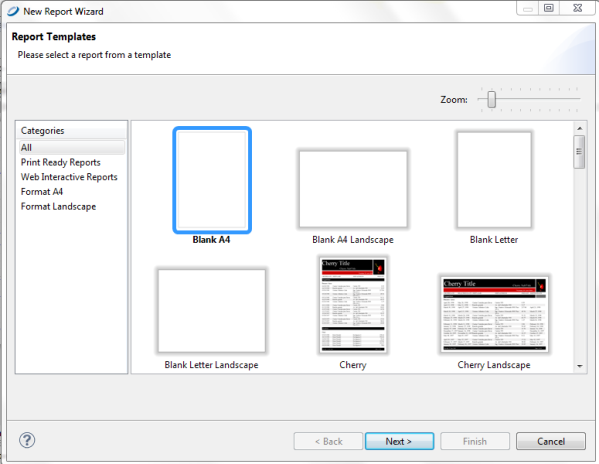 New Report Wizard
Report Templates
Please select a report from a template
Zoom:
Categories
All
Print Ready Reports
Web Interactive Reports
Format A4
Format Landscape
Blank A4
Blank A4 Landscape
Blank Letter
Cherry Title
Cherry Title
Blank Letter Landscape
Cherry
Cherry Landscape
?
< Back
Next >
Finish
Cancel